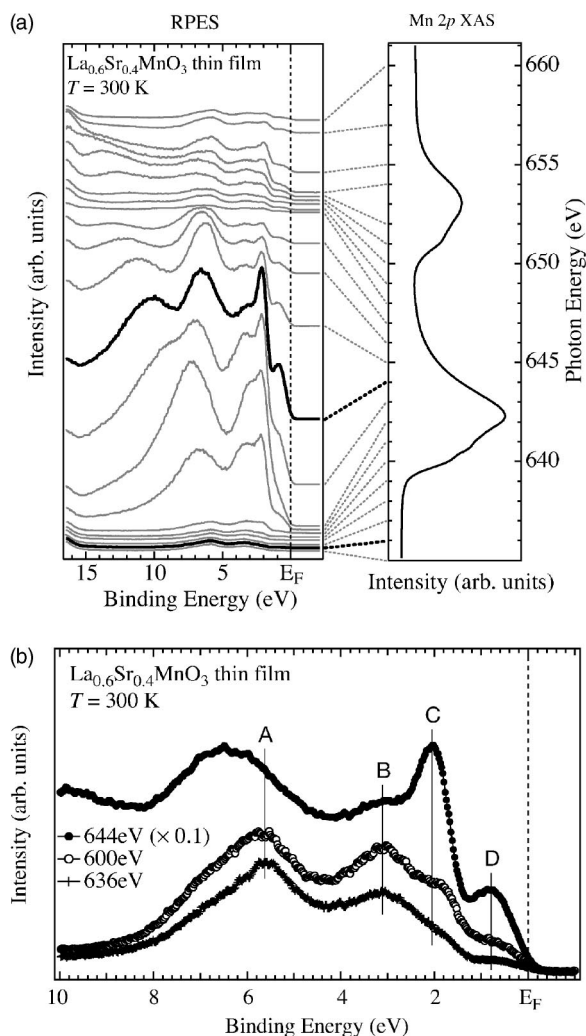 (a)
RPES
Mn 2p XAS
La0.6Sr0.4MnO3 thin film
T = 300 K
Intensity (arb. units)
15
10
5
EF
Binding Energy (eV)
660
655
650
645
640
Photon Energy (eV)
Intensity (arb. units)
(b)
La0.6Sr0.4MnO3 thin film
T = 300 K
A
B
C
D
644eV (× 0.1)
600eV
636eV
Intensity (arb. units)
10
8
6
4
2
EF
Binding Energy (eV)